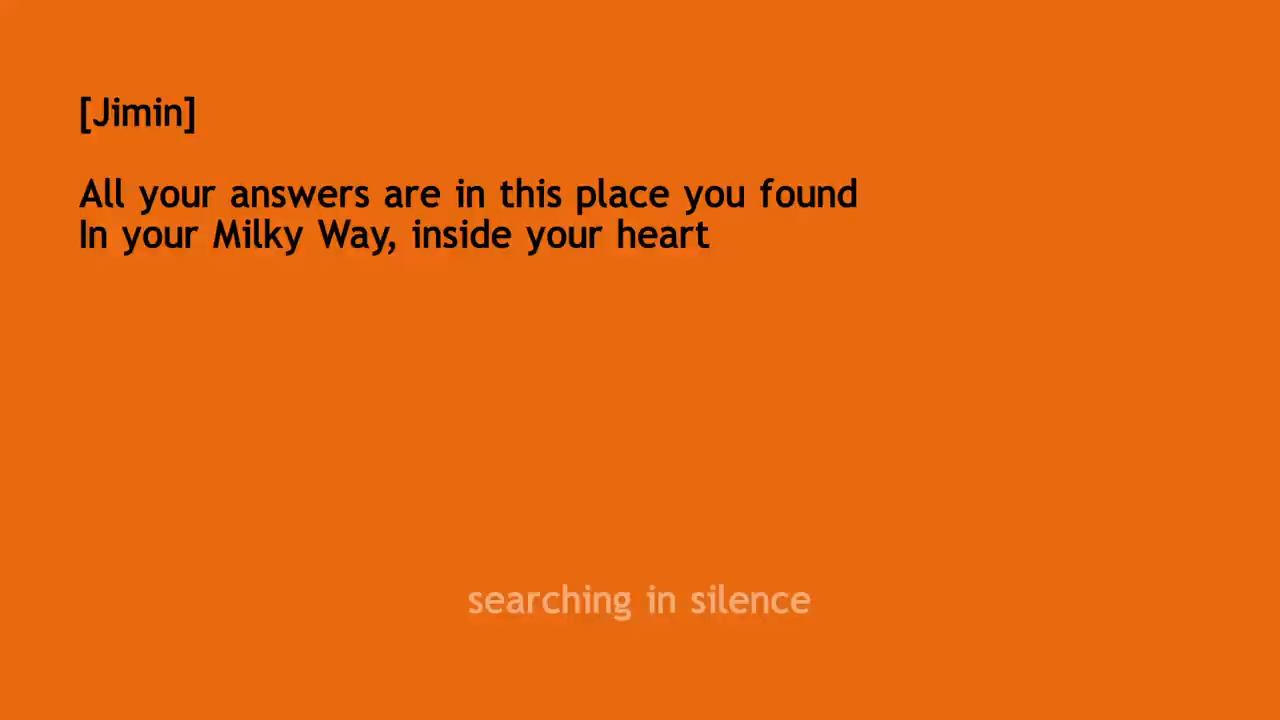 [Jimin]
All your answers are in this place you found
In your Milky Way, inside your heart
searching in silence